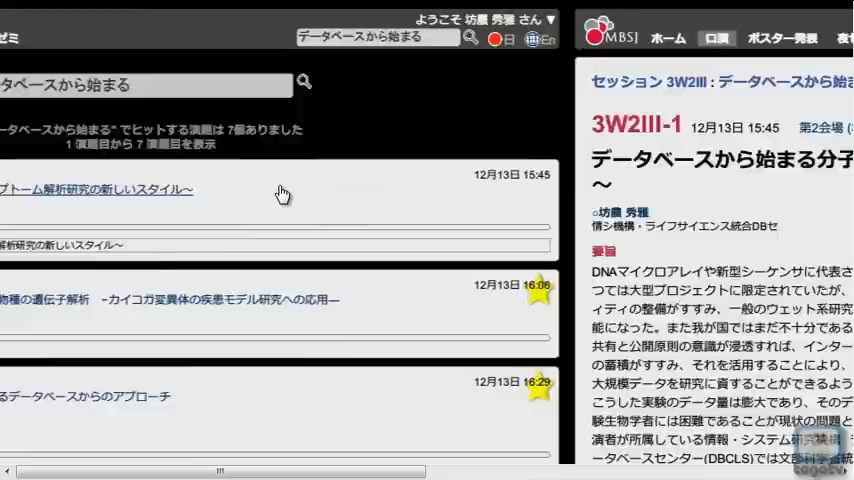 ようこそ 坊農 秀雅 さん ▼
ゼミ
データベースから始まる
日
En
タベースから始まる
ータベースから始まる" でヒットする演題は 7個ありました
1 演題目から 7 演題目を表示
12月13日 15:45
プトーム解析研究の新しいスタイル〜
解析研究の新しいスタイル〜
12月13日 16:06
物種の遺伝子解析 -カイコガ変異体の疾患モデル研究への応用―
12月13日 16:29
るデータベースからのアプローチ
MBSJ ホーム 口演 ポスター発表 夜ゼ
セッション 3W2III : データベースから始ま
3W2III-1 12月13日 15:45 第2会場 (
データベースから始まる分子
〜
○坊農 秀雅
情シ機構・ライフサイエンス統合DBセ
要旨
DNAマイクロアレイや新型シーケンサに代表さ
つては大型プロジェクトに限定されていたが、
ィティの整備がすすみ、一般のウェット系研究
能になった。また我が国ではまだ不十分である
共有と公開原則の意識が浸透すれば、インター
の蓄積がすすみ、それを活用することにより、
大規模データを研究に資することができるよう
こうした実験のデータ量は膨大であり、そのデ
験生物学者には困難であることが現状の問題と
演者が所属している情報・システム研究機構
ータベースセンター(DBCLS)では文部科学省統
togotv